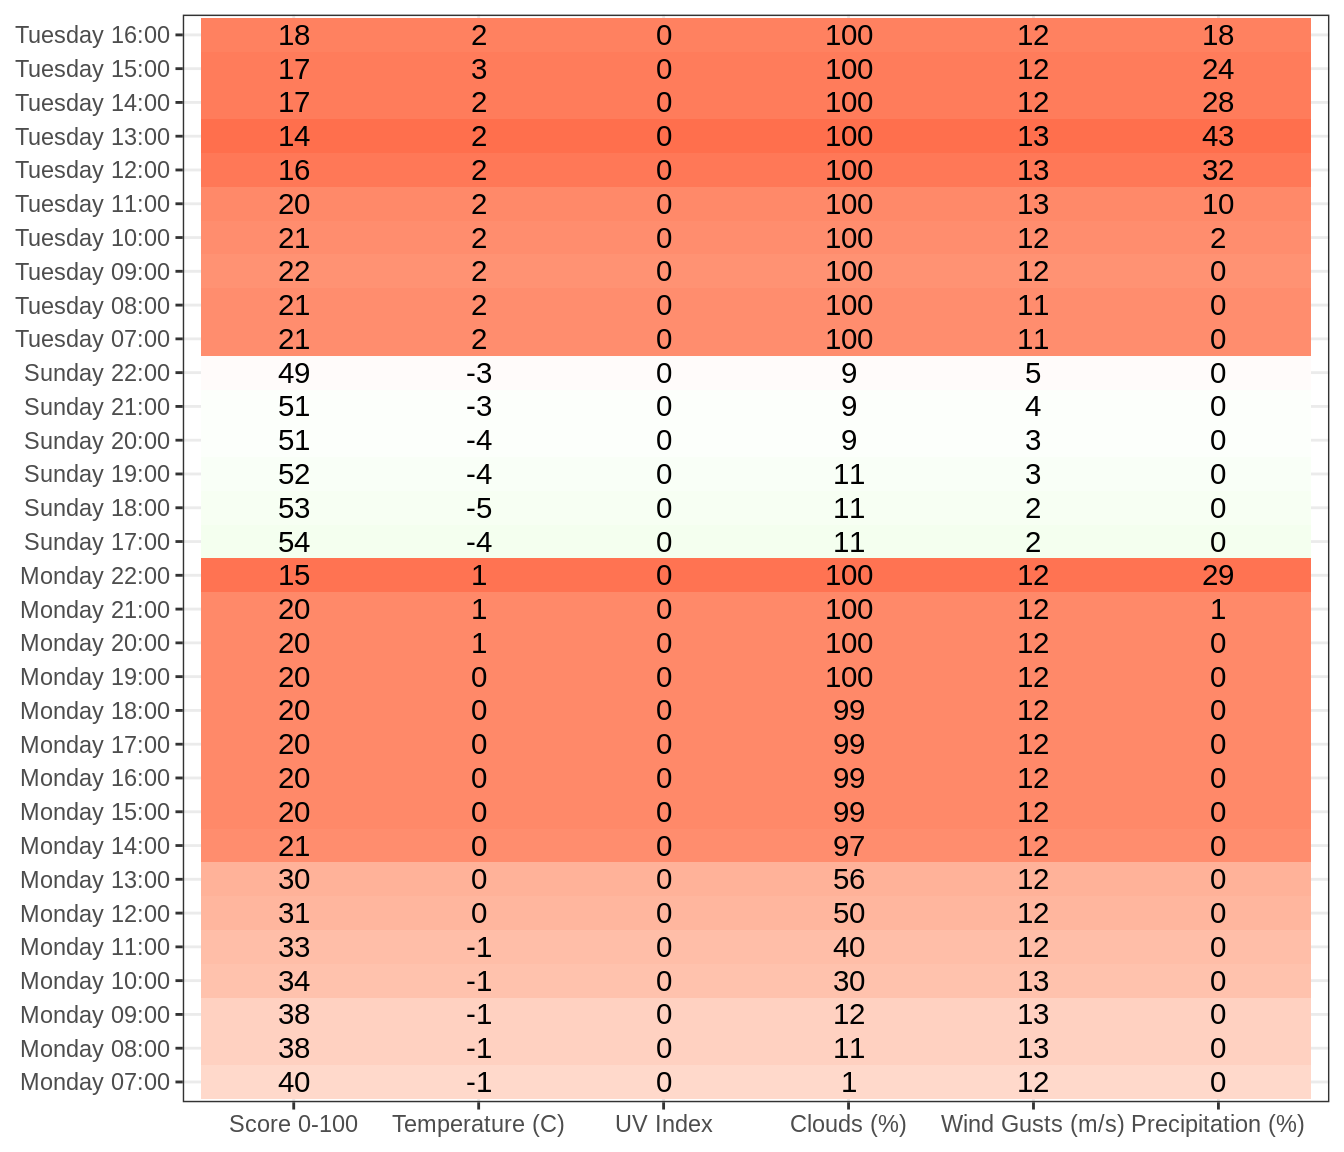 Tuesday 16:00 18 2 0 100 12 18
Tuesday 15:00 17 3 0 100 12 24
Tuesday 14:00 17 2 0 100 12 28
Tuesday 13:00 14 2 0 100 13 43
Tuesday 12:00 16 2 0 100 13 32
Tuesday 11:00 20 2 0 100 13 10
Tuesday 10:00 21 2 0 100 12 2
Tuesday 09:00 22 2 0 100 12 0
Tuesday 08:00 21 2 0 100 11 0
Tuesday 07:00 21 2 0 100 11 0
Sunday 22:00 49 -3 0 9 5 0
Sunday 21:00 51 -3 0 9 4 0
Sunday 20:00 51 -4 0 9 3 0
Sunday 19:00 52 -4 0 11 3 0
Sunday 18:00 53 -5 0 11 2 0
Sunday 17:00 54 -4 0 11 2 0
Monday 22:00 15 1 0 100 12 29
Monday 21:00 20 1 0 100 12 1
Monday 20:00 20 1 0 100 12 0
Monday 19:00 20 0 0 100 12 0
Monday 18:00 20 0 0 99 12 0
Monday 17:00 20 0 0 99 12 0
Monday 16:00 20 0 0 99 12 0
Monday 15:00 20 0 0 99 12 0
Monday 14:00 21 0 0 97 12 0
Monday 13:00 30 0 0 56 12 0
Monday 12:00 31 0 0 50 12 0
Monday 11:00 33 -1 0 40 12 0
Monday 10:00 34 -1 0 30 13 0
Monday 09:00 38 -1 0 12 13 0
Monday 08:00 38 -1 0 11 13 0
Monday 07:00 40 -1 0 1 12 0
Score 0-100 Temperature (C) UV Index Clouds (%) Wind Gusts (m/s) Precipitation (%)